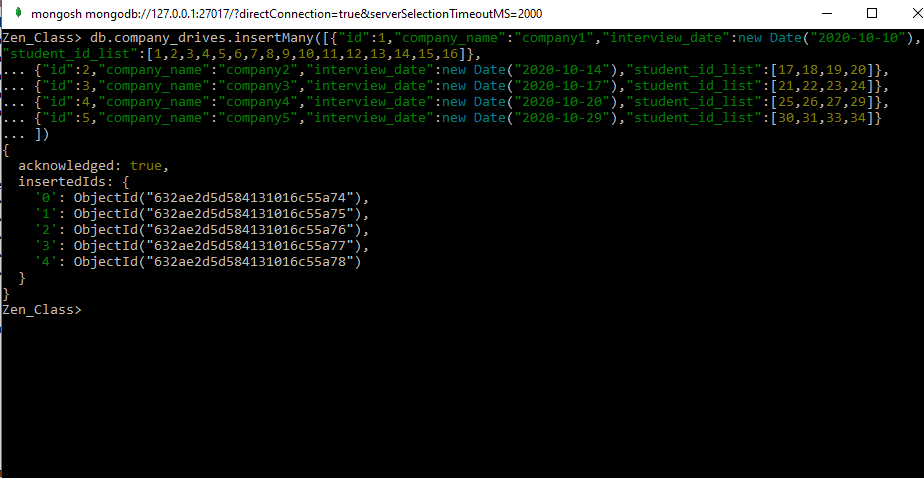 mongosh mongodb://127.0.0.1:27017/?directConnection=true&serverSelectionTimeoutMS=2000
Zen_Class> db.company_drives.insertMany([{"id":1,"company_name":"company1","interview_date":new Date("2020-10-10"),
"student_id_list":[1,2,3,4,5,6,7,8,9,10,11,12,13,14,15,16]},
... {"id":2,"company_name":"company2","interview_date":new Date("2020-10-14"),"student_id_list":[17,18,19,20]},
... {"id":3,"company_name":"company3","interview_date":new Date("2020-10-17"),"student_id_list":[21,22,23,24]},
... {"id":4,"company_name":"company4","interview_date":new Date("2020-10-20"),"student_id_list":[25,26,27,29]},
... {"id":5,"company_name":"company5","interview_date":new Date("2020-10-29"),"student_id_list":[30,31,33,34]}
... ])
{
  acknowledged: true,
  insertedIds: {
    '0': ObjectId("632ae2d5d584131016c55a74"),
    '1': ObjectId("632ae2d5d584131016c55a75"),
    '2': ObjectId("632ae2d5d584131016c55a76"),
    '3': ObjectId("632ae2d5d584131016c55a77"),
    '4': ObjectId("632ae2d5d584131016c55a78")
  }
}
Zen_Class>